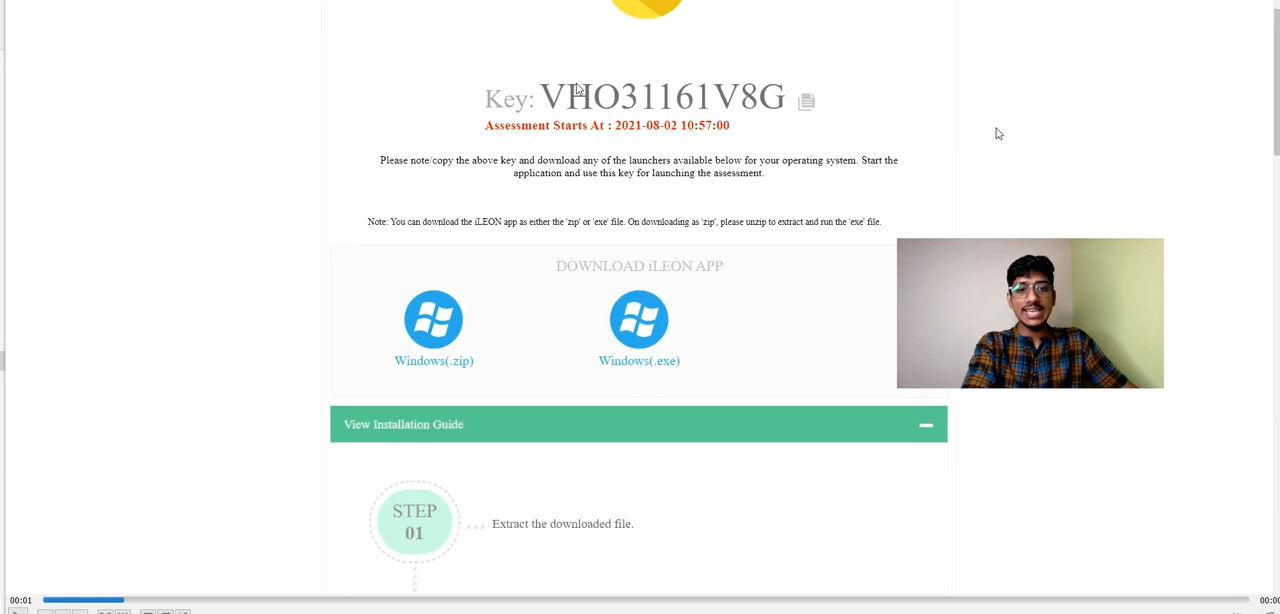 Key: VHO31161V8G
Assessment Starts At : 2021-08-02 10:57:00
Please note/copy the above key and download any of the launchers available below for your operating system. Start the
application and use this key for launching the assessment.
Note: You can download the iLEON app as either the 'zip' or 'exe' file. On downloading as 'zip', please unzip to extract and run the 'exe' file.
DOWNLOAD iLEON APP
Windows(.zip) Windows(.exe)
View Installation Guide
STEP
01
Extract the downloaded file.
00:01